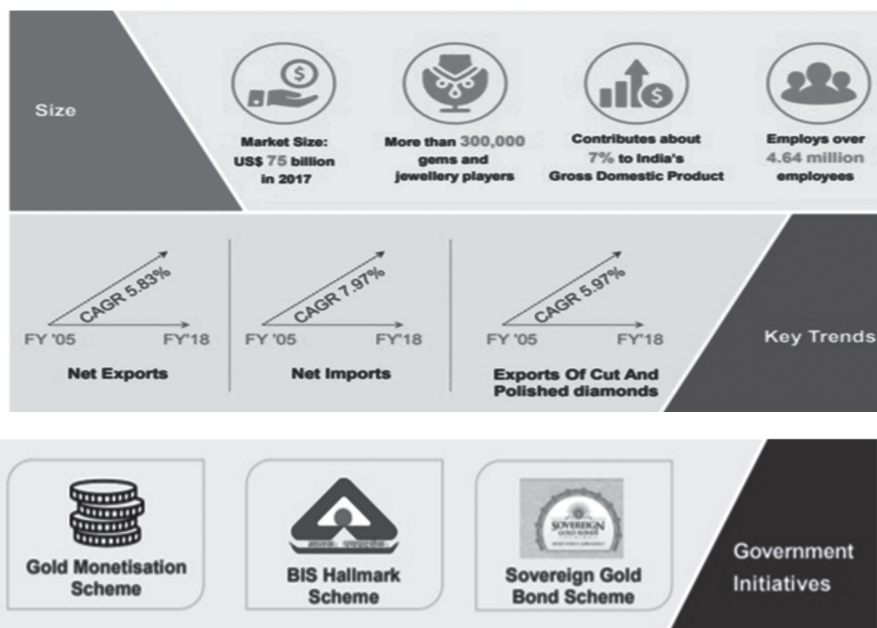 Size
Market Size:
US$ 75 billion
in 2017
More than 300,000
gems and
jewellery players
Contributes about
7% to India's
Gross Domestic Product
Employs over
4.64 million
employees
CAGR 5.83%
FY '05 FY'18
Net Exports
CAGR 7.97%
FY '05 FY'18
Net Imports
CAGR 5.97%
FY '05 FY'18
Exports Of Cut And
Polished diamonds
Key Trends
Gold Monetisation
Scheme
BIS Hallmark
Scheme
SOVEREIGN
GOLD BONDS
Sovereign Gold
Bond Scheme
Government
Initiatives